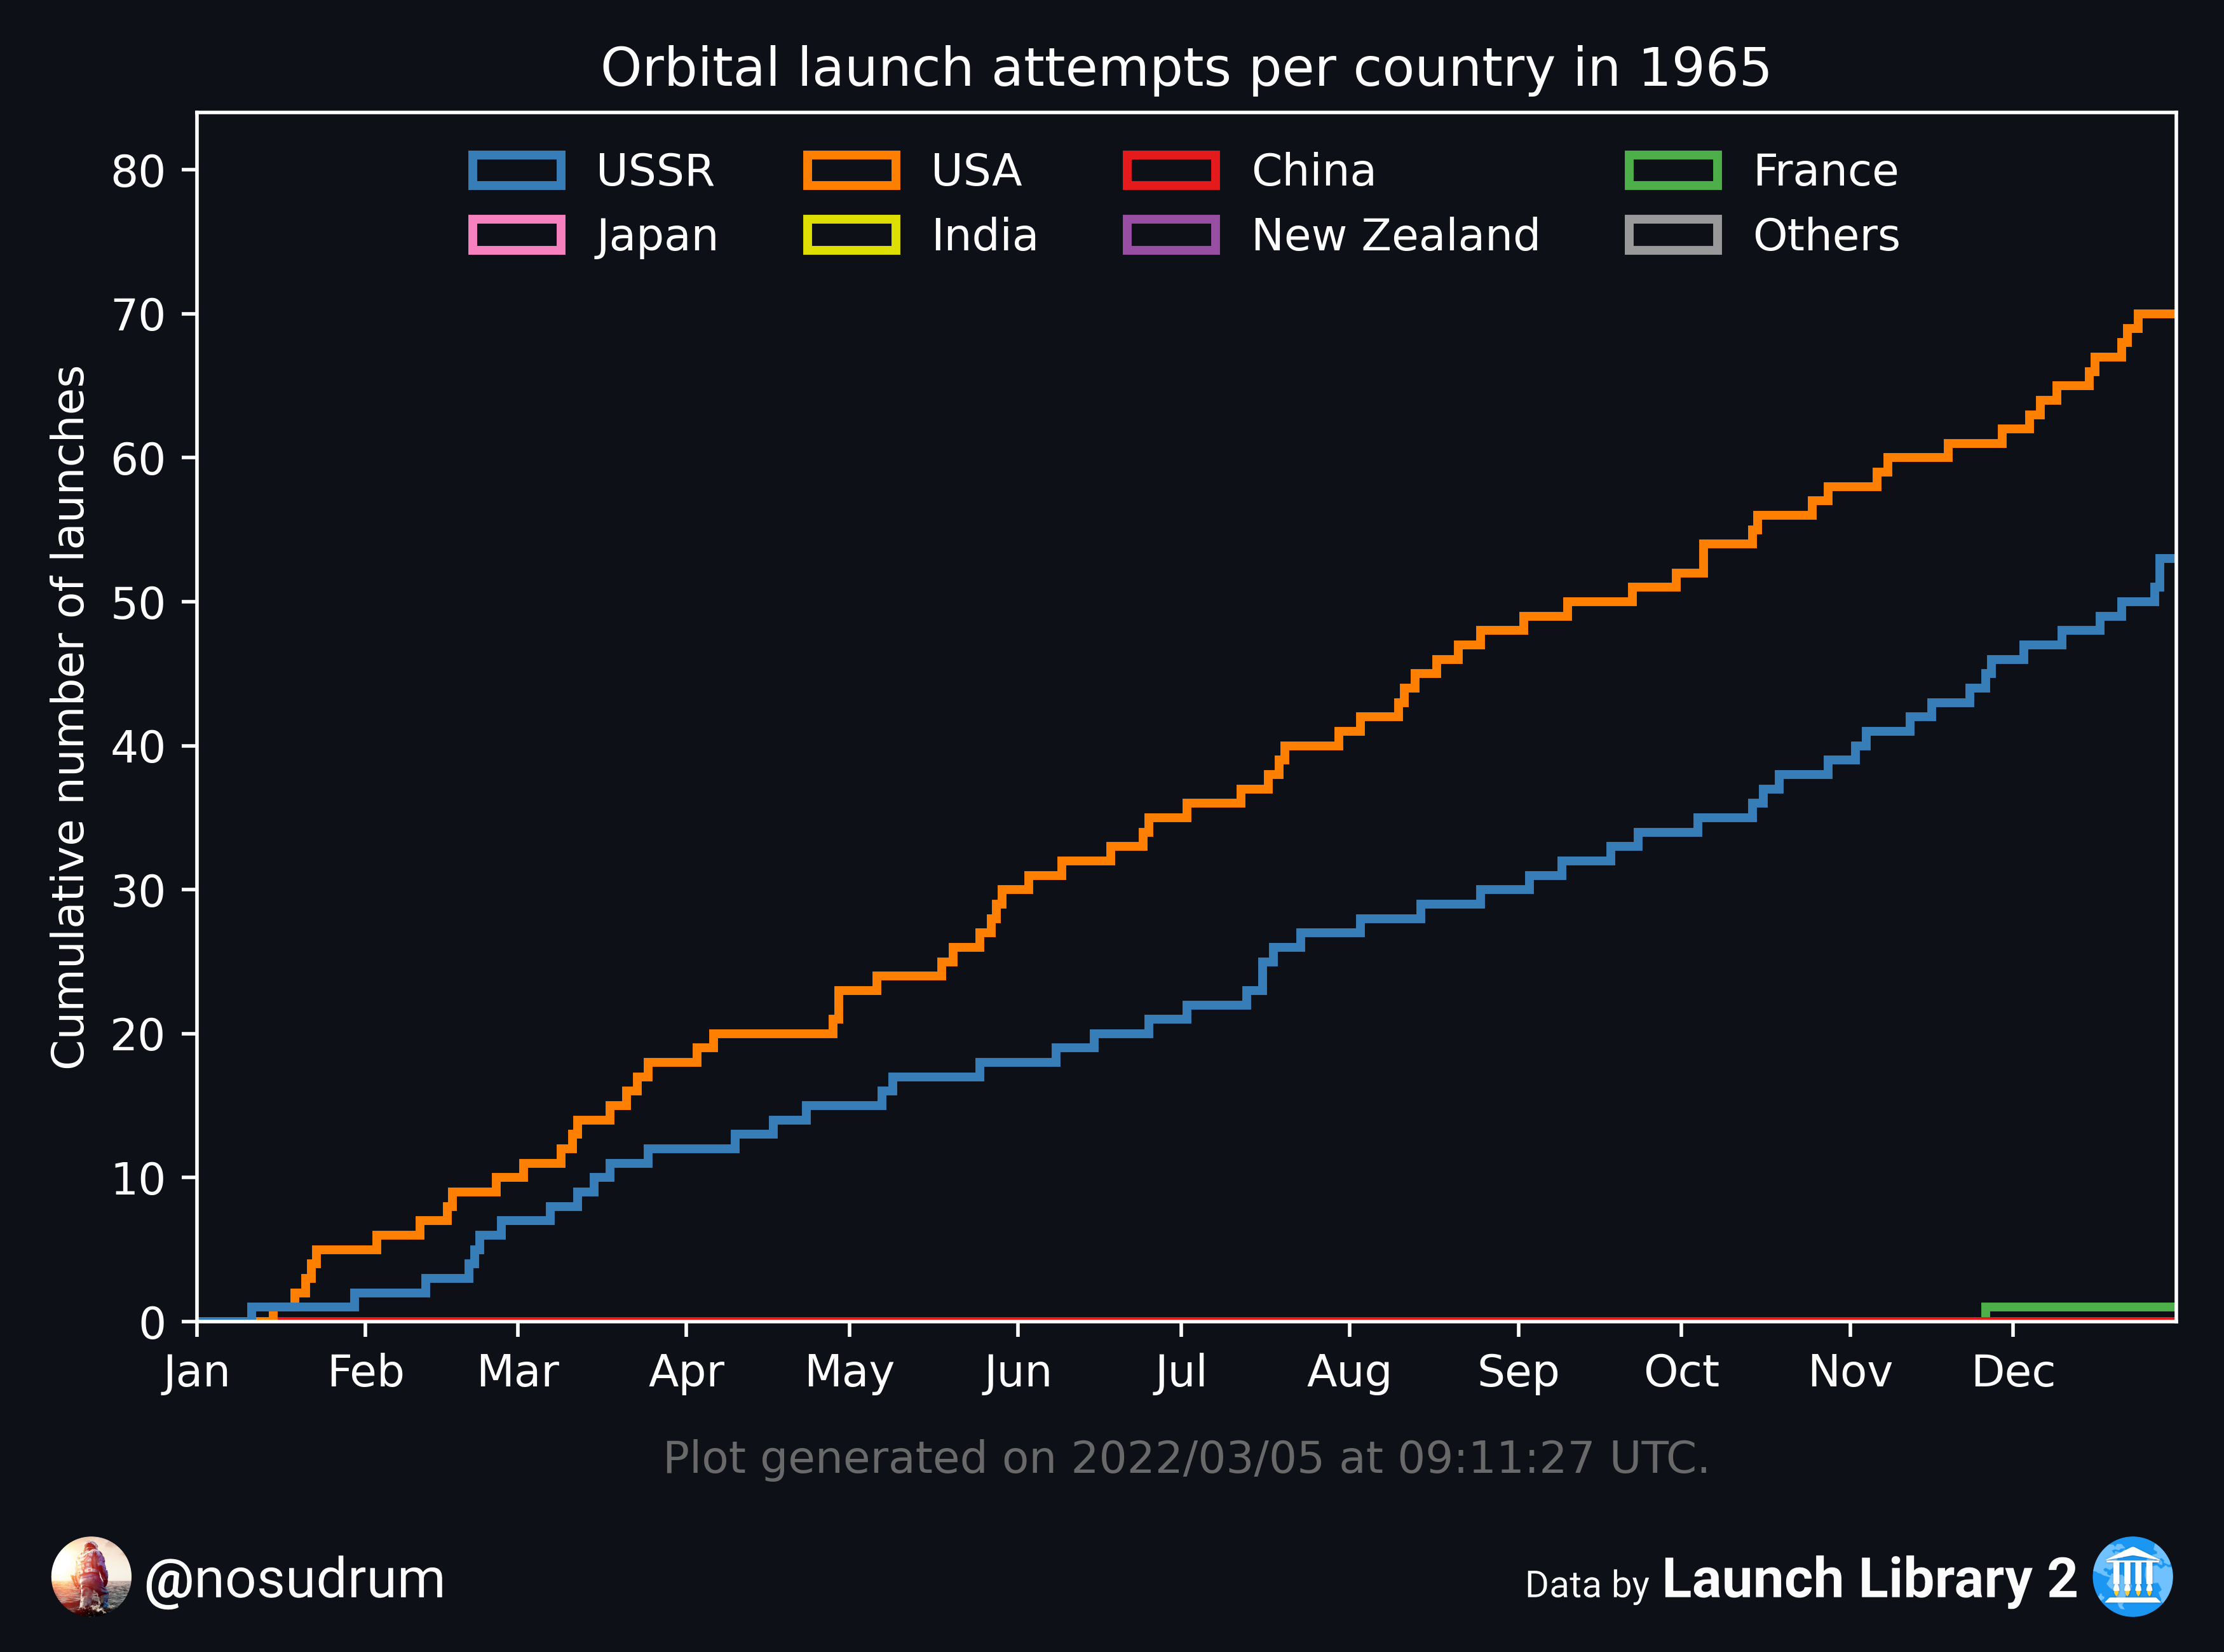 Orbital launch attempts per country in 1965
USSR USA China France
Japan India New Zealand Others
Cumulative number of launches
80
70
60
50
40
30
20
10
0
Jan Feb Mar Apr May Jun Jul Aug Sep Oct Nov Dec
Plot generated on 2022/03/05 at 09:11:27 UTC.
@nosudrum
Data by Launch Library 2